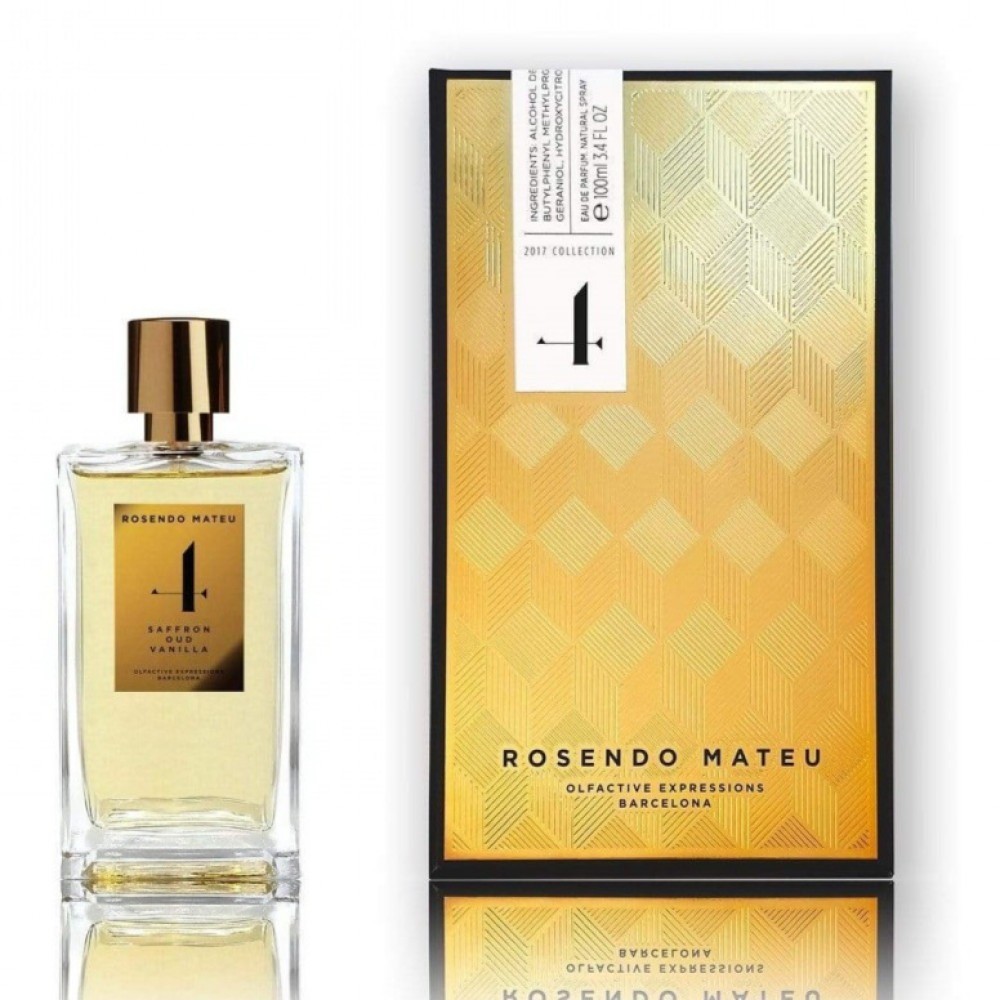 ROSENDO MATEU
4
SAFFRON
OUD
VANILLA
OLFACTIVE EXPRESSIONS
BARCELONA
INGREDIENTS: ALCOHOL DE
BUTYLPHENYL METHYLPRO
GERANIOL, HYDROXYCITRO
EAU DE PARFUM. NATURAL SPRAY
e 100ml 3.4 FL OZ
2017 COLLECTION
4
ROSENDO MATEU
OLFACTIVE EXPRESSIONS
BARCELONA